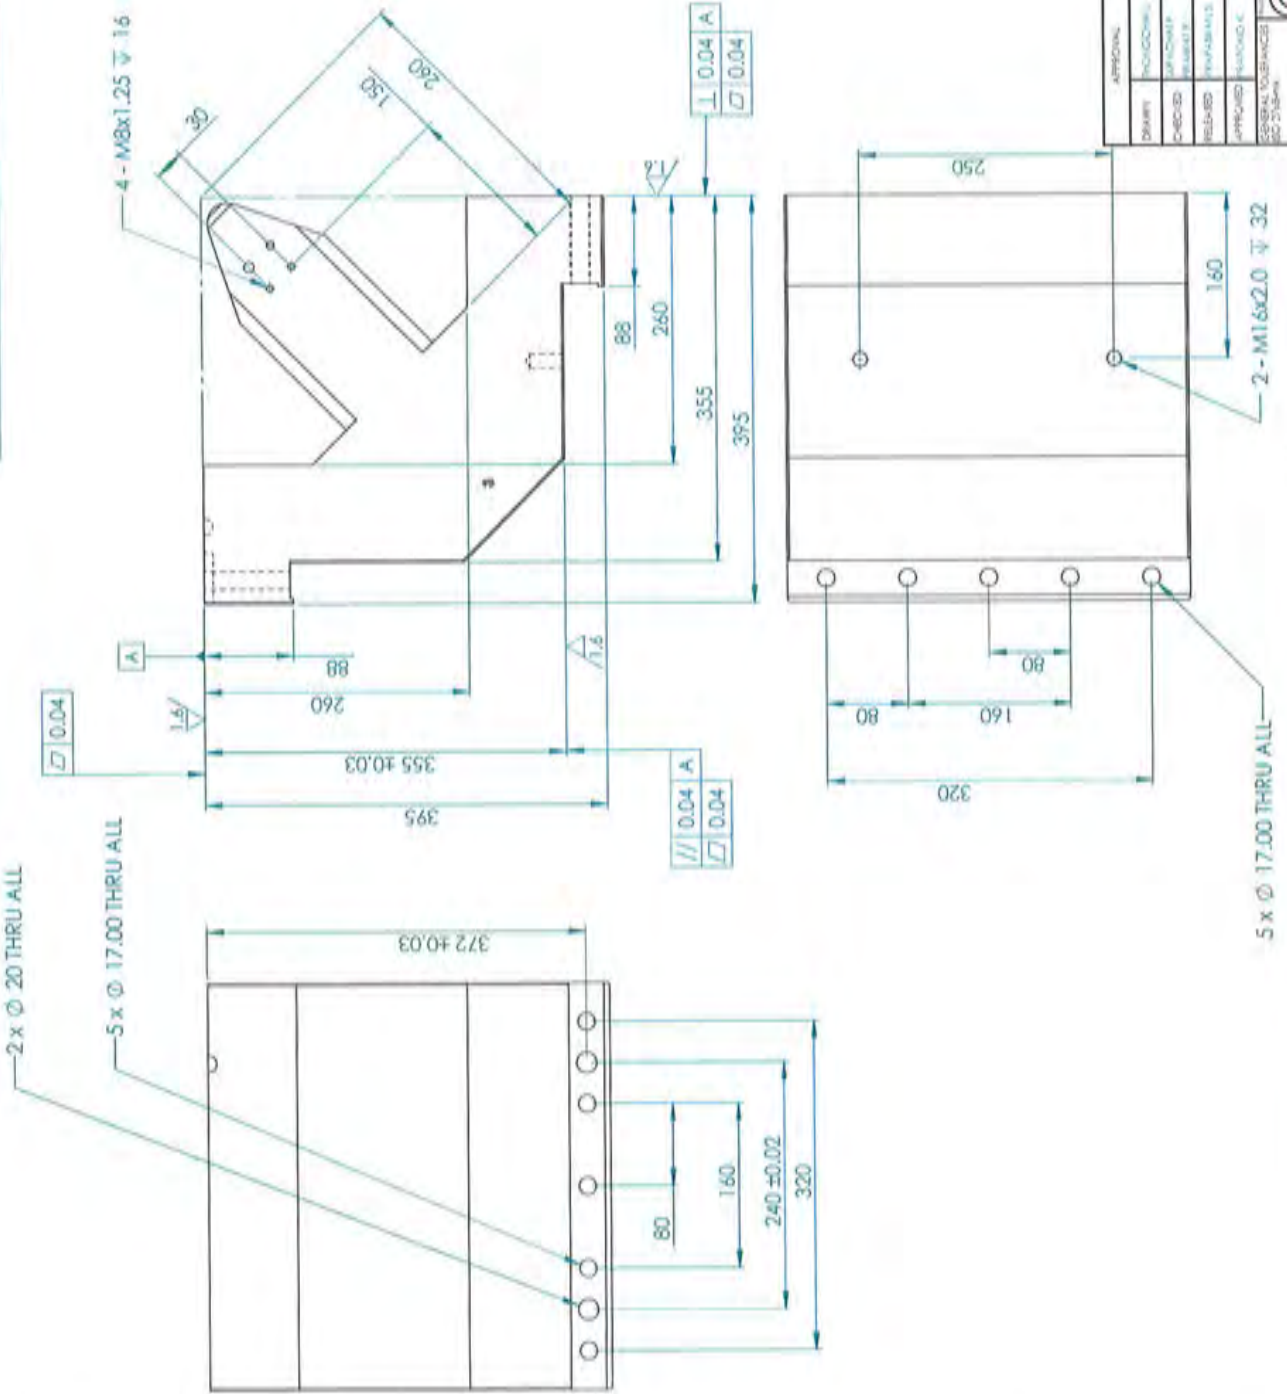 4 - M8x1.25 ↧ 16
30
150
260
⊥ 0.04 A
⏥ 0.04
1.6
88
260
355
395
A
⏥ 0.04
1.6
88
260
355 ±0.03
395
1.6
// 0.04 A
⏥ 0.04
2 x ∅ 20 THRU ALL
5 x ∅ 17.00 THRU ALL
372 ±0.03
80
160
240 ±0.02
320
250
160
2 - M16x2.0 ↧ 32
80
160
80
320
5 x ∅ 17.00 THRU ALL
APPROVAL
DRAWN
CHECKED
RELEASED
APPROVED
GENERAL TOLERANCES